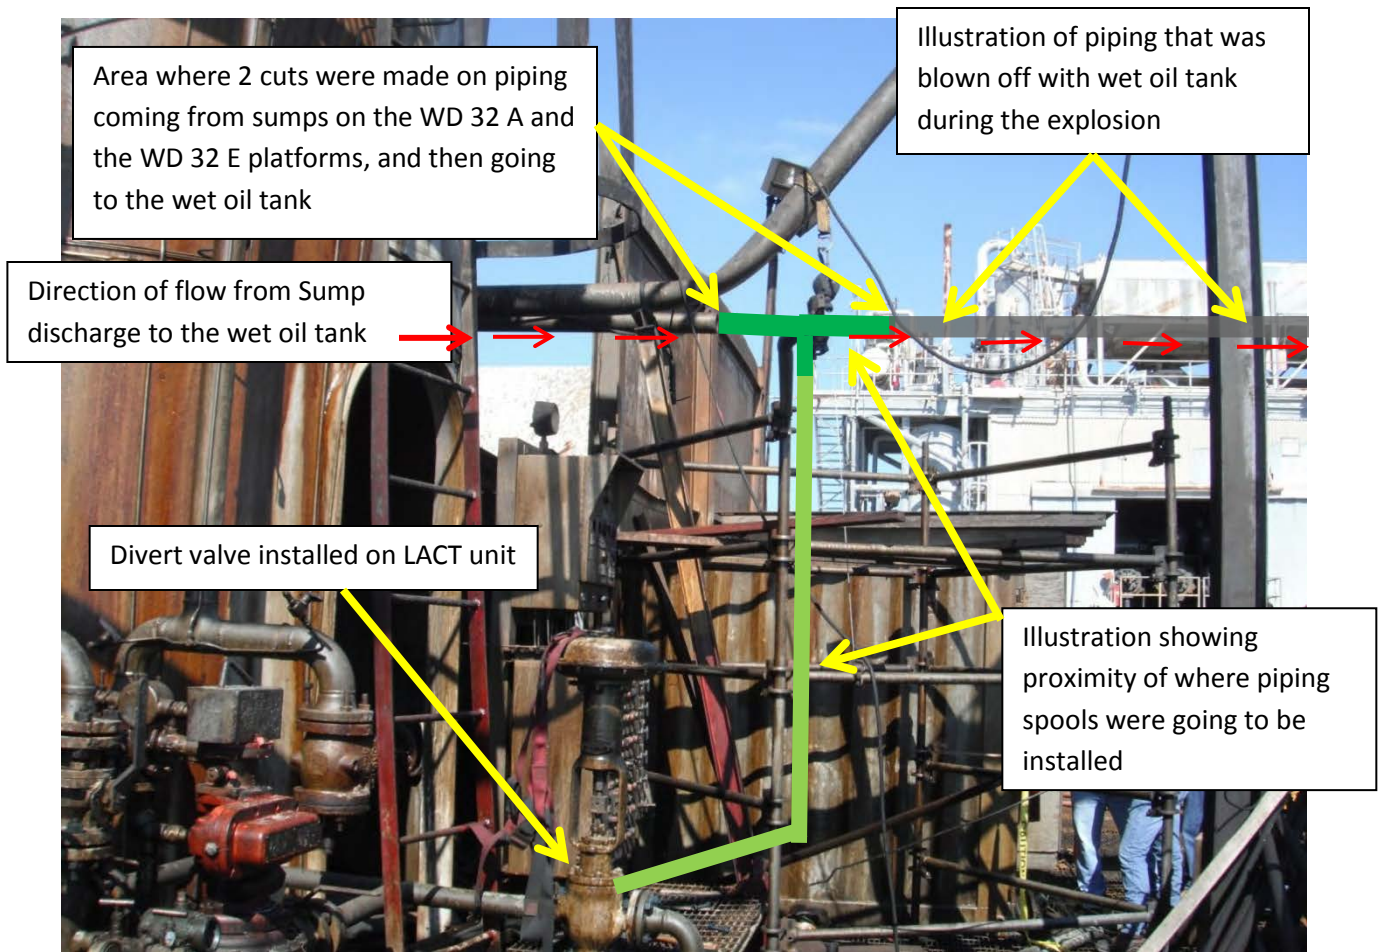 Area where 2 cuts were made on piping
coming from sumps on the WD 32 A and
the WD 32 E platforms, and then going
to the wet oil tank
Illustration of piping that was
blown off with wet oil tank
during the explosion
Direction of flow from Sump
discharge to the wet oil tank
Divert valve installed on LACT unit
Illustration showing
proximity of where piping
spools were going to be
installed